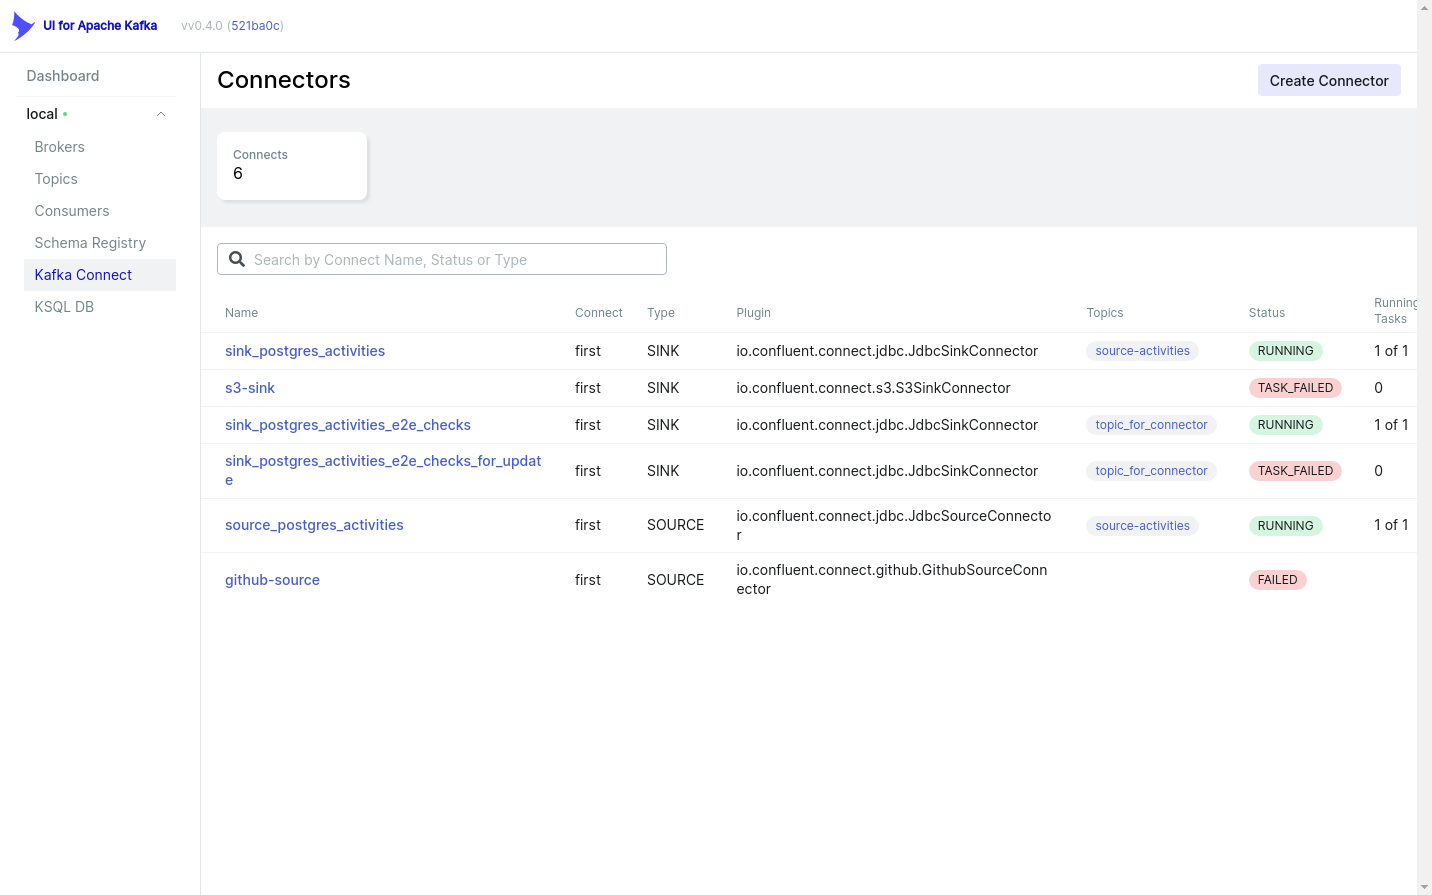 UI for Apache Kafka vv0.4.0 (521ba0c)
Dashboard
local
Brokers
Topics
Consumers
Schema Registry
Kafka Connect
KSQL DB
Connectors
Create Connector
Connects
6
Search by Connect Name, Status or Type
Name Connect Type Plugin Topics Status Running
Tasks
sink_postgres_activities first SINK io.confluent.connect.jdbc.JdbcSinkConnector source-activities RUNNING 1 of 1
s3-sink first SINK io.confluent.connect.s3.S3SinkConnector TASK_FAILED 0
sink_postgres_activities_e2e_checks first SINK io.confluent.connect.jdbc.JdbcSinkConnector topic_for_connector RUNNING 1 of 1
sink_postgres_activities_e2e_checks_for_updat
e first SINK io.confluent.connect.jdbc.JdbcSinkConnector topic_for_connector TASK_FAILED 0
source_postgres_activities first SOURCE io.confluent.connect.jdbc.JdbcSourceConnecto
r source-activities RUNNING 1 of 1
github-source first SOURCE io.confluent.connect.github.GithubSourceConn
ector FAILED